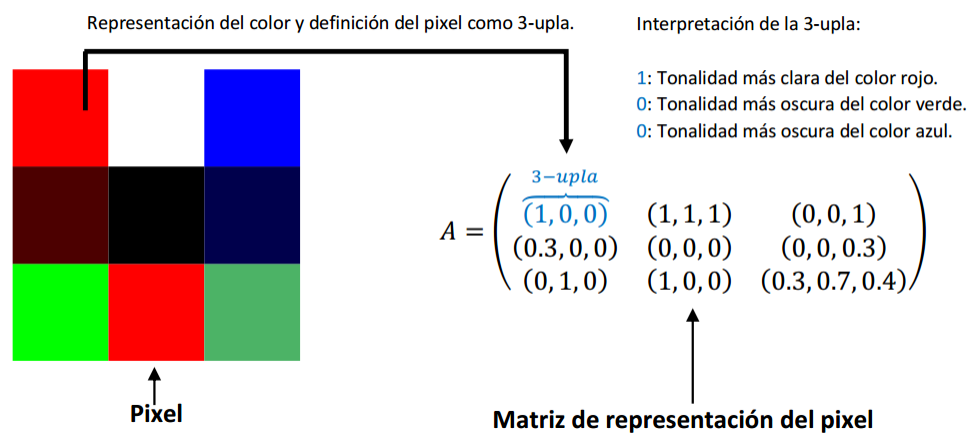 Representación del color y definición del pixel como 3-upla.
Interpretación de la 3-upla:
1: Tonalidad más clara del color rojo.
0: Tonalidad más oscura del color verde.
0: Tonalidad más oscura del color azul.
3−upla
(1, 0, 0) (1, 1, 1) (0, 0, 1)
A = (0.3, 0, 0) (0, 0, 0) (0, 0, 0.3)
(0, 1, 0) (1, 0, 0) (0.3, 0.7, 0.4)
Pixel
Matriz de representación del pixel